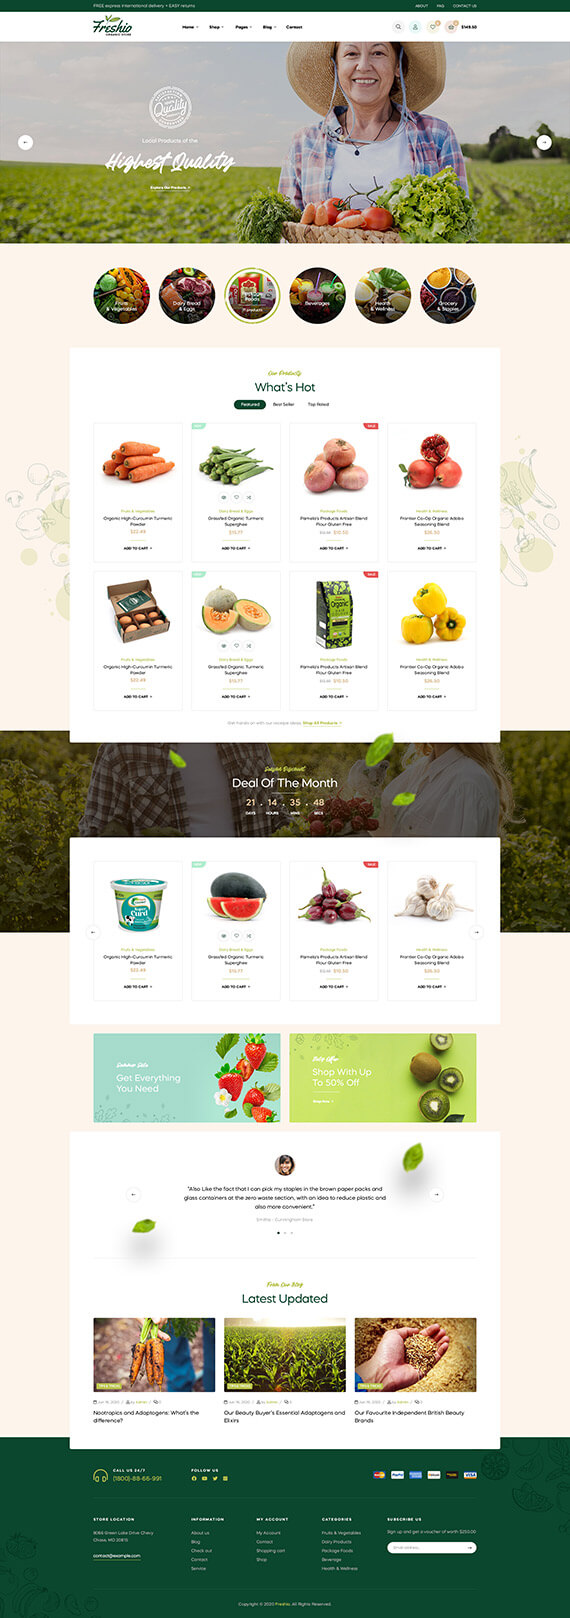 FREE express international delivery + EASY returns
ABOUT FAQ CONTACT US
Freshio
ORGANIC STORE
Home Shop Pages Blog Contact
$149.50
Quality
Local Products of the
Highest Quality
Explore Our Products
Fruits & Vegetables
Dairy Bread & Eggs
Package Foods
Beverages
Health & Wellness
Grocery & Staples
Our Products
What's Hot
Featured Best Seller Top Rated
SALE
Fruits & Vegetables
Organic High-Curcumin Turmeric Powder
$22.49
ADD TO CART
Dairy Bread & Eggs
Grassfed Organic Turmeric Superghee
$15.77
Package Foods
Pamela's Products Artisan Blend Flour Gluten Free
$10.50
ADD TO CART
Health & Wellness
Frontier Co-Op Organic Adobo Seasoning Blend
$26.50
ADD TO CART
SALE
Organic
Fruits & Vegetables
Organic High-Curcumin Turmeric Powder
$22.49
ADD TO CART
Dairy Bread & Eggs
Grassfed Organic Turmeric Superghee
$15.77
ADD TO CART
Package Foods
Pamela's Products Artisan Blend Flour Gluten Free
$10.50
ADD TO CART
Health & Wellness
Frontier Co-Op Organic Adobo Seasoning Blend
$26.50
ADD TO CART
Shop All Products
Season Discount
Deal Of The Month
21 . 14 . 35 . 48
DAYS HOURS MINS SECS
SALE
Super Curd
Fruits & Vegetables
Organic High-Curcumin Turmeric Powder
$22.49
ADD TO CART
Dairy Bread & Eggs
Grassfed Organic Turmeric Superghee
$15.77
ADD TO CART
Package Foods
Pamela's Products Artisan Blend Flour Gluten Free
$10.50
ADD TO CART
Health & Wellness
Frontier Co-Op Organic Adobo Seasoning Blend
$26.50
ADD TO CART
Summer Sale
Get Everything
You Need
Daily Offer
Shop With Up
To 50% Off
Shop Now
"Also Like the fact that I can pick my staples in the brown paper packs and
glass containers at the zero waste section, with an idea to reduce plastic and
also more convenient."
From Our Blog
Latest Updated
Nootropics and Adaptogens: What's the
difference?
Our Beauty Buyer's Essential Adaptogens and
Elixirs
Our Favourite Independent British Beauty
Brands
CALL US 24/7
(1800)-88-66-991
FOLLOW US
PayPal
VISA
STORE LOCATION
8066 Green Lake Drive Chevy
Chase, MD 20815
contact@example.com
INFORMATION
About us
Blog
Check out
Contact
Service
MY ACCOUNT
My Account
Contact
Shopping cart
Shop
CATEGORIES
Fruits & Vegetables
Dairy Products
Package Foods
Beverage
Health & Wellness
SUBSCRIBE US
Sign up and get a voucher of worth $250.00
Copyright © 2020 Freshio. All Rights Reserved.